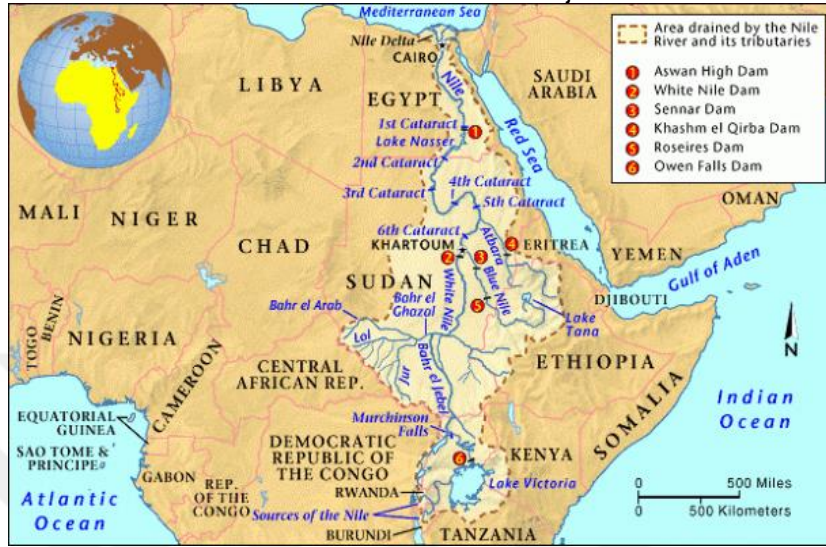 Mediterranean Sea
Nile Delta
CAIRO
Nile
LIBYA
EGYPT
SAUDI
ARABIA
Red Sea
1st Cataract
Lake Nasser
2nd Cataract
3rd Cataract
4th Cataract
5th Cataract
6th Cataract
KHARTOUM
Atbara
ERITREA
MALI
NIGER
CHAD
SUDAN
White Nile
Blue Nile
OMAN
YEMEN
Gulf of Aden
DJIBOUTI
Bahr el Arab
Bahr el
Ghazal
Lol
Jur
Bahr el Jebel
Lake
Tana
ETHIOPIA
SOMALIA
TOGO
BENIN
NIGERIA
CAMEROON
CENTRAL
AFRICAN REP.
EQUATORIAL
GUINEA
SAO TOME &
PRINCIPE
GABON
REP.
OF THE
CONGO
DEMOCRATIC
REPUBLIC OF
THE CONGO
Murchinson
Falls
KENYA
Lake Victoria
RWANDA
Sources of the Nile
BURUNDI
TANZANIA
Atlantic
Ocean
Indian
Ocean
N
0 500 Miles
0 500 Kilometers
Area drained by the Nile
River and its tributaries
1 Aswan High Dam
2 White Nile Dam
3 Sennar Dam
4 Khashm el Qirba Dam
5 Roseires Dam
6 Owen Falls Dam
1
2
3
4
5
6